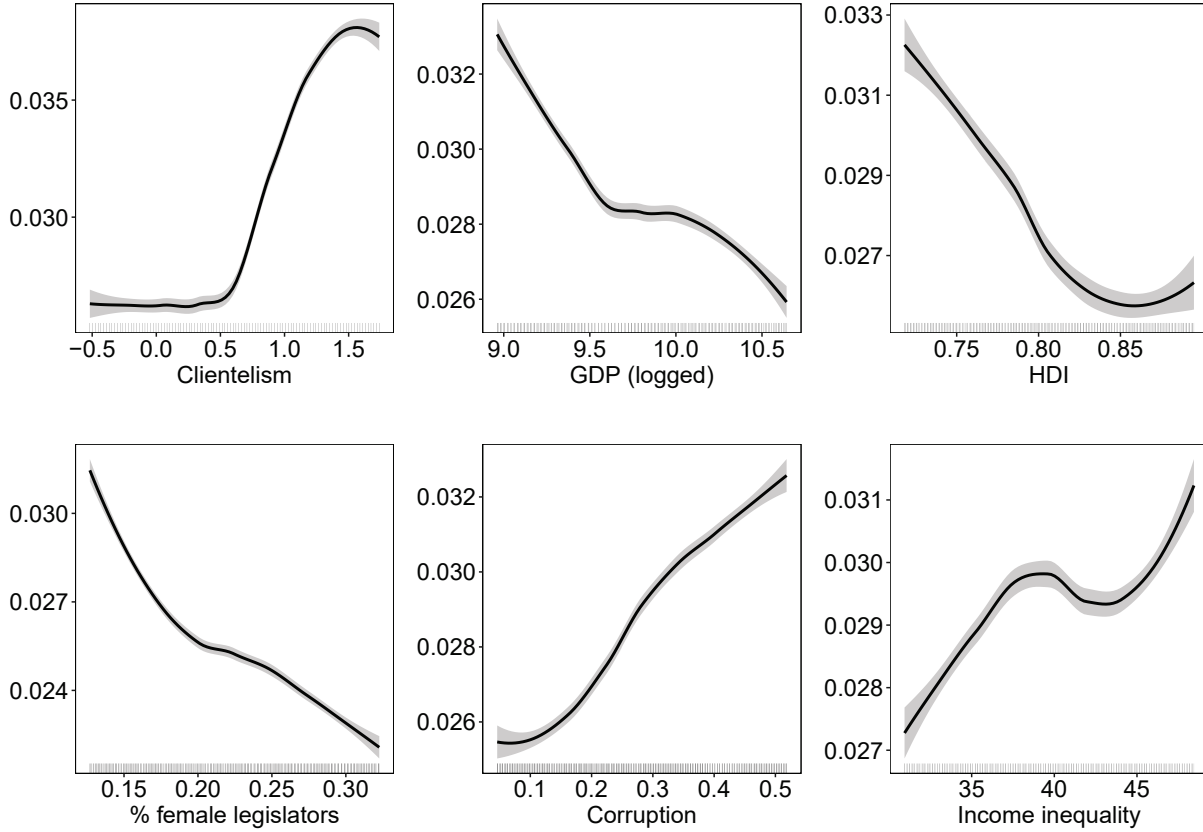 0.035
0.030
−0.5 0.0 0.5 1.0 1.5
Clientelism
0.032
0.030
0.028
0.026
9.0 9.5 10.0 10.5
GDP (logged)
0.033
0.031
0.029
0.027
0.75 0.80 0.85
HDI
0.030
0.027
0.024
0.15 0.20 0.25 0.30
% female legislators
0.032
0.030
0.028
0.026
0.1 0.2 0.3 0.4 0.5
Corruption
0.031
0.030
0.029
0.028
0.027
35 40 45
Income inequality